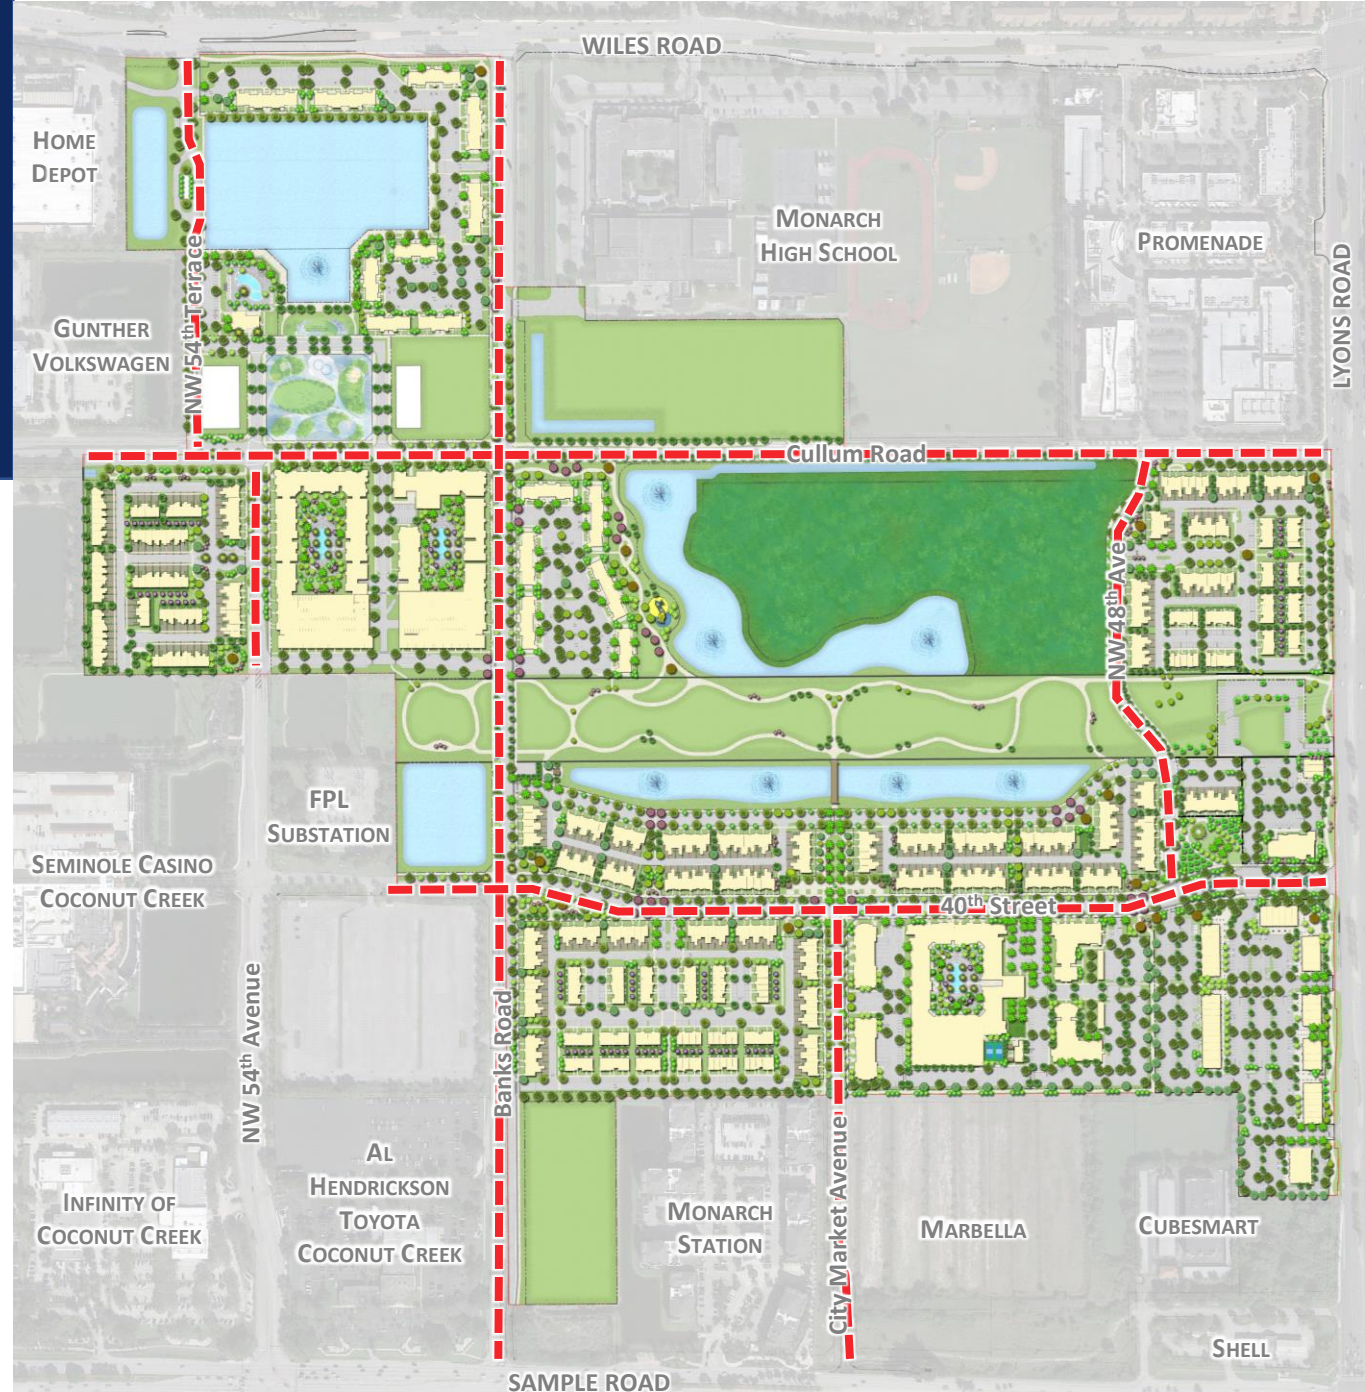 WILES ROAD
HOME
DEPOT
MONARCH
HIGH SCHOOL
PROMENADE
LYONS ROAD
NW 54th Terrace
GUNTHER
VOLKSWAGEN
Cullum Road
NW 48th Ave
FPL
SUBSTATION
SEMINOLE CASINO
COCONUT CREEK
40th Street
NW 54th Avenue
Banks Road
City Market Avenue
AL
HENDRICKSON
TOYOTA
COCONUT CREEK
INFINITY OF
COCONUT CREEK
MONARCH
STATION
MARBELLA
CUBESMART
SHELL
SAMPLE ROAD